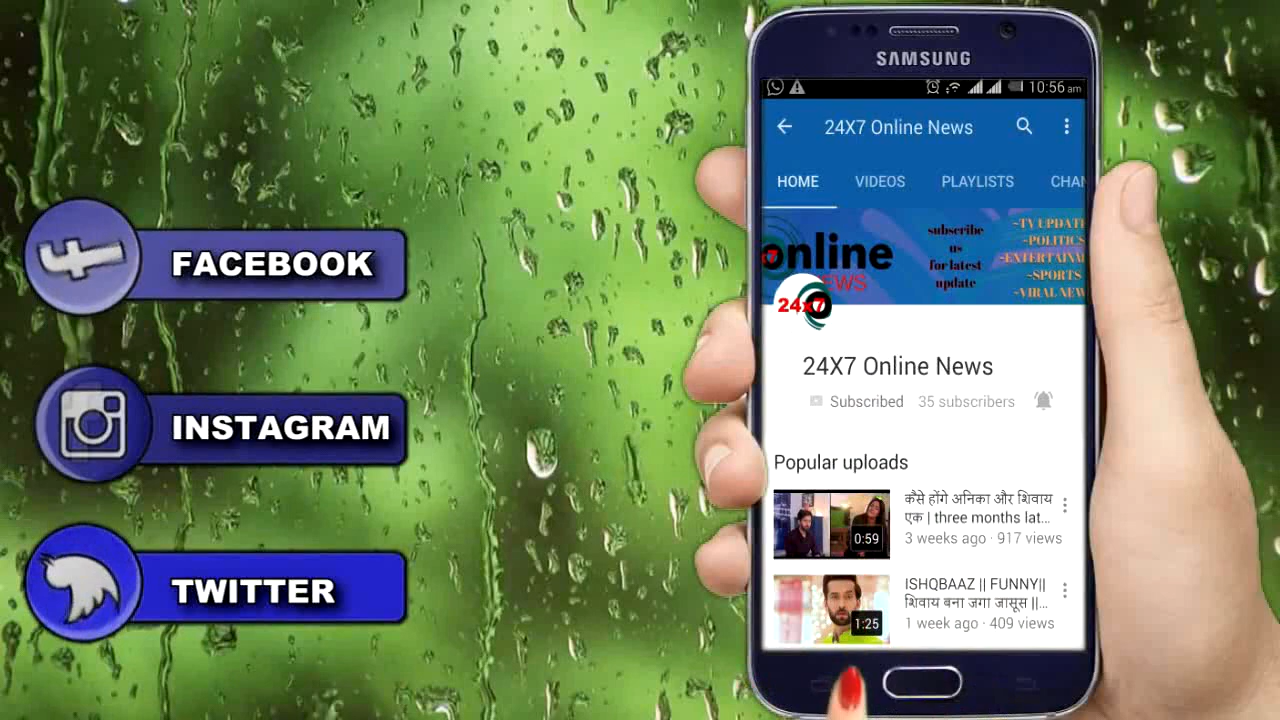 FACEBOOK
INSTAGRAM
TWITTER
SAMSUNG
10:56 am
24X7 Online News
HOME VIDEOS PLAYLISTS CHAN
online
NEWS
subscribe
us
for latest
update
~TV UPDATE
~POLITICS
~ENTERTAINM
~SPORTS
~VIRAL NEW
24x7
24X7 Online News
Subscribed 35 subscribers
Popular uploads
कैसे होंगे अनिका और शिवाय
एक | three months lat...
3 weeks ago · 917 views
0:59
ISHQBAAZ || FUNNY||
शिवाय बना जगा जासूस ||...
1 week ago · 409 views
1:25